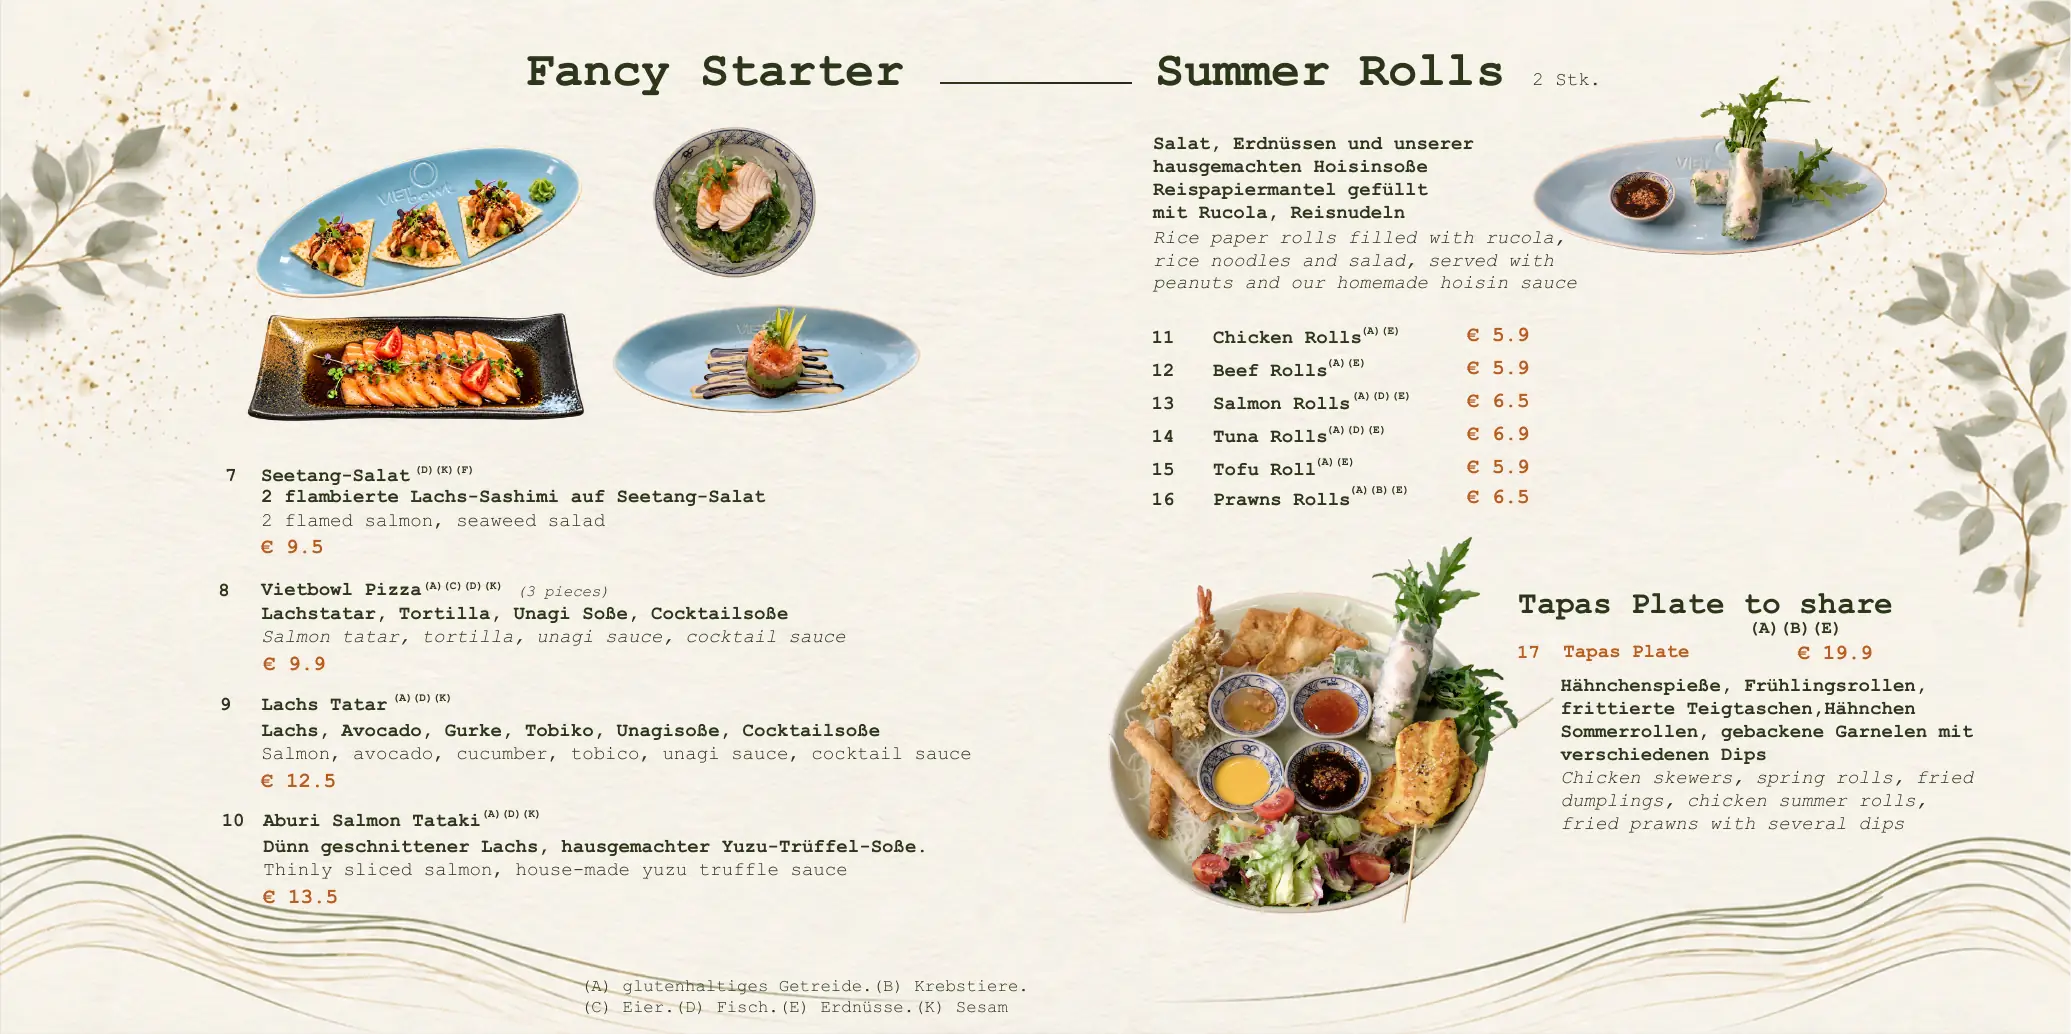 Fancy Starter
Summer Rolls 2 Stk.
7 Seetang-Salat (D)(K)(F)
2 flambierte Lachs-Sashimi auf Seetang-Salat
2 flamed salmon, seaweed salad
€ 9.5
8 Vietbowl Pizza(A)(C)(D)(K) (3 pieces)
Lachstatar, Tortilla, Unagi Soße, Cocktailsoße
Salmon tatar, tortilla, unagi sauce, cocktail sauce
€ 9.9
9 Lachs Tatar (A)(D)(K)
Lachs, Avocado, Gurke, Tobiko, Unagisoße, Cocktailsoße
Salmon, avocado, cucumber, tobico, unagi sauce, cocktail sauce
€ 12.5
10 Aburi Salmon Tataki(A)(D)(K)
Dünn geschnittener Lachs, hausgemachter Yuzu-Trüffel-Soße.
Thinly sliced salmon, house-made yuzu truffle sauce
€ 13.5
Salat, Erdnüssen und unserer
hausgemachten Hoisinsoße
Reispapiermantel gefüllt
mit Rucola, Reisnudeln
Rice paper rolls filled with rucola,
rice noodles and salad, served with
peanuts and our homemade hoisin sauce
11 Chicken Rolls(A)(E) € 5.9
12 Beef Rolls(A)(E) € 5.9
13 Salmon Rolls(A)(D)(E) € 6.5
14 Tuna Rolls(A)(D)(E) € 6.9
15 Tofu Roll(A)(E) € 5.9
16 Prawns Rolls(A)(B)(E) € 6.5
Tapas Plate to share
(A)(B)(E)
17 Tapas Plate € 19.9
Hähnchenspieße, Frühlingsrollen,
frittierte Teigtaschen,Hähnchen
Sommerrollen, gebackene Garnelen mit
verschiedenen Dips
Chicken skewers, spring rolls, fried
dumplings, chicken summer rolls,
fried prawns with several dips
(A) glutenhaltiges Getreide.(B) Krebstiere.
(C) Eier.(D) Fisch.(E) Erdnüsse.(K) Sesam